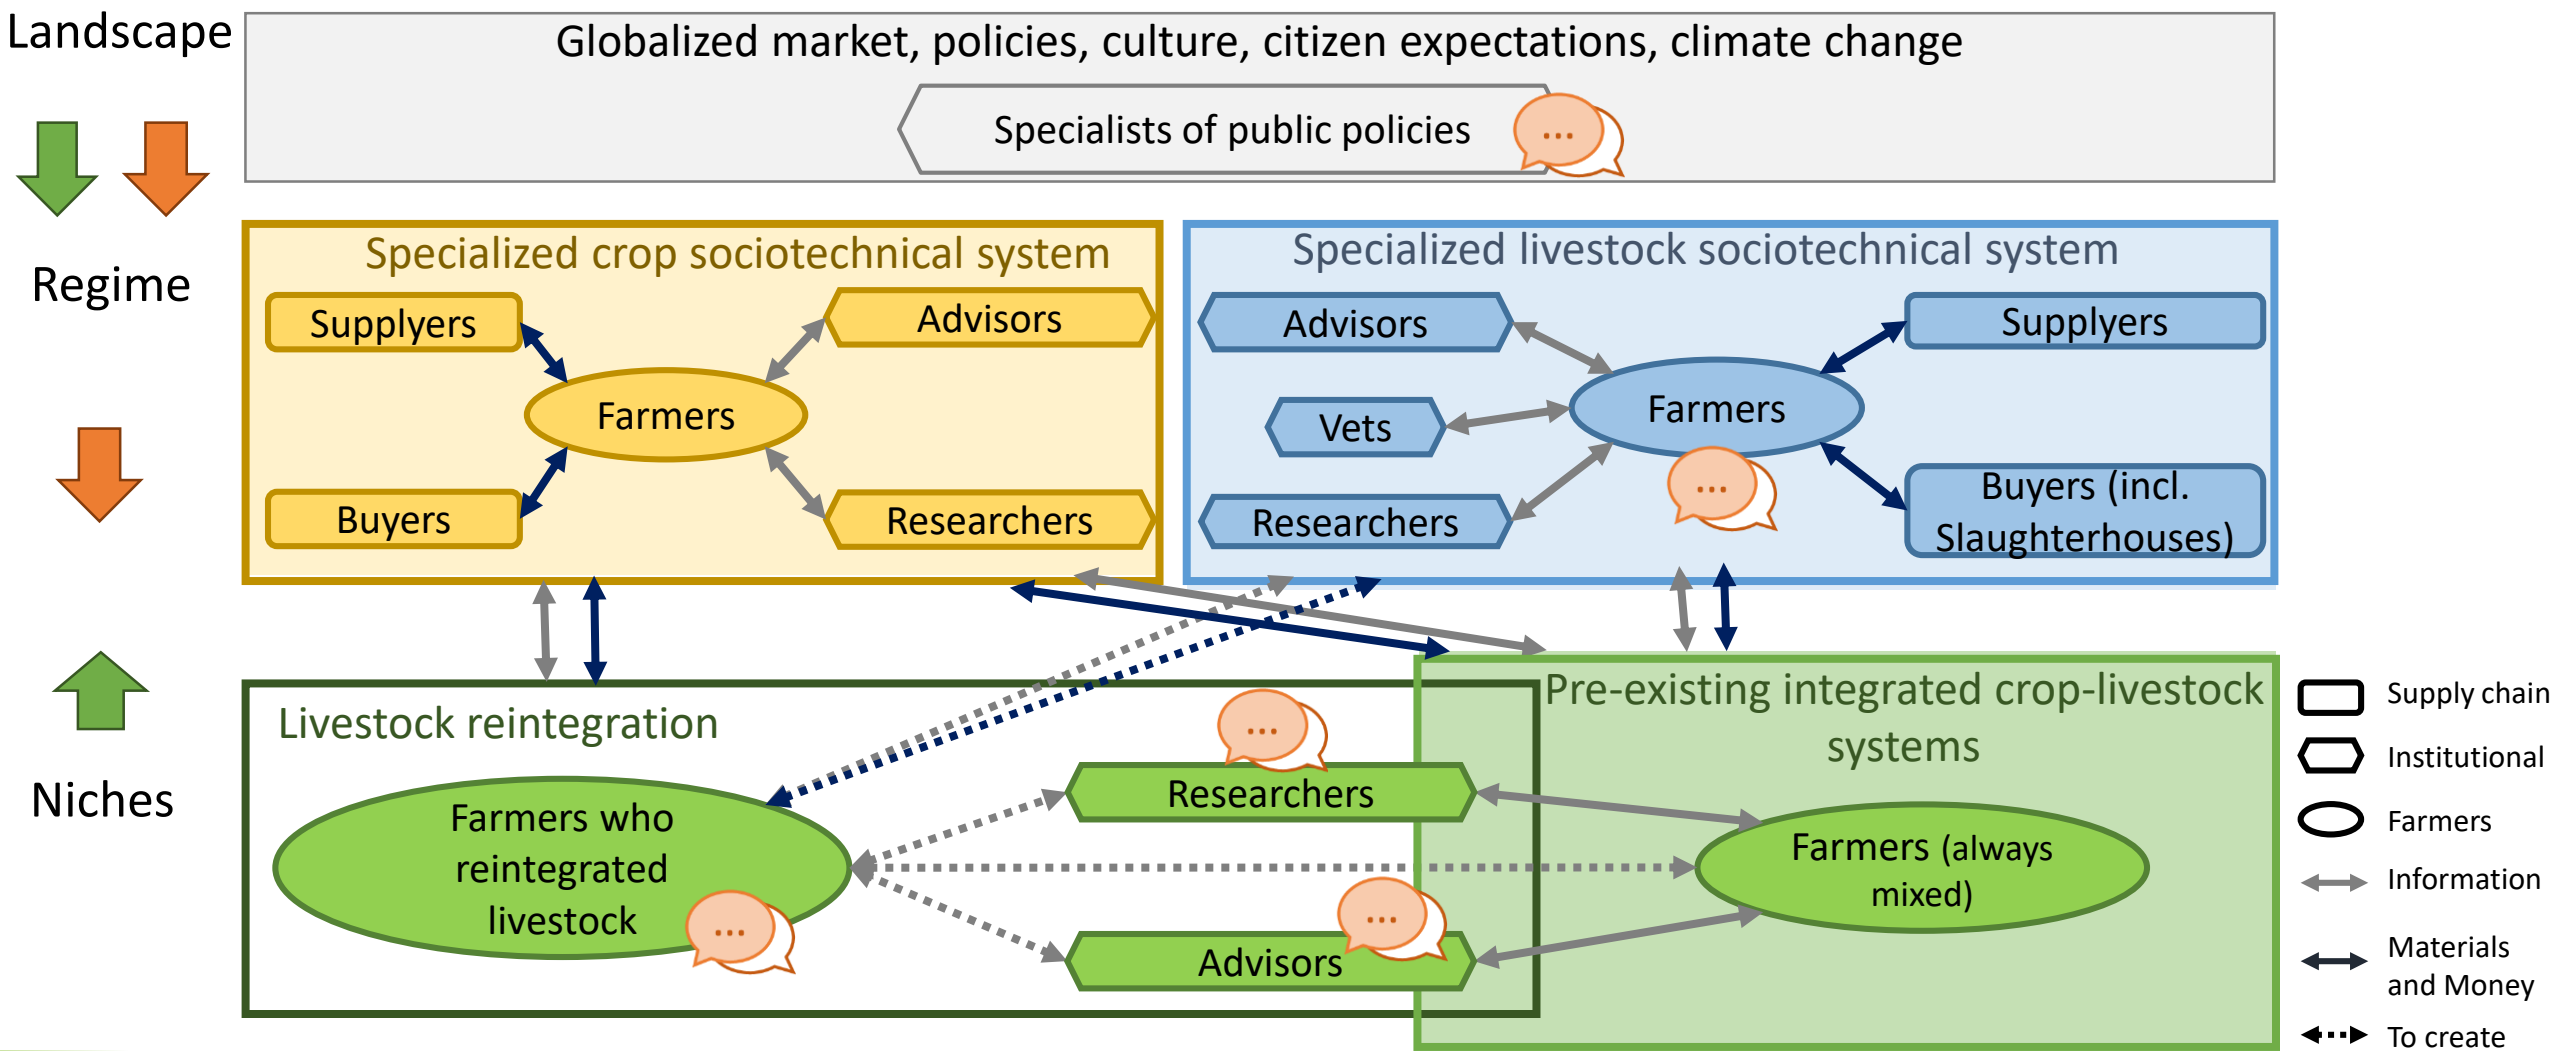 Landscape
Globalized market, policies, culture, citizen expectations, climate change
Specialists of public policies
...
Regime
Specialized crop sociotechnical system
Supplyers
Advisors
Farmers
Buyers
Researchers
Specialized livestock sociotechnical system
Advisors
Supplyers
Vets
Farmers
...
Researchers
Buyers (incl.
Slaughterhouses)
Niches
Livestock reintegration
Farmers who
reintegrated
livestock
...
...
Researchers
...
Advisors
Pre-existing integrated crop-livestock
systems
Farmers (always
mixed)
Supply chain
Institutional
Farmers
Information
Materials
and Money
To create